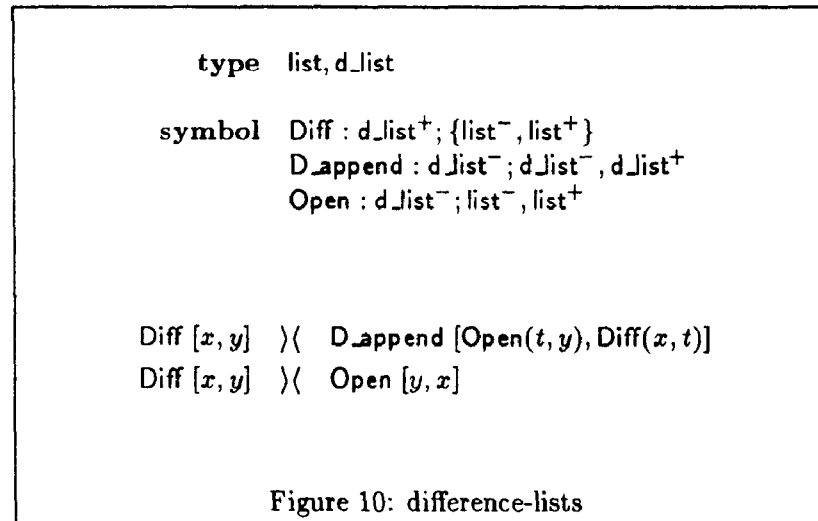 type list, d_list
symbol Diff : d_list⁺; {list⁻, list⁺}
D_append : d_list⁻; d_list⁻, d_list⁺
Open : d_list⁻; list⁻, list⁺
Diff [x, y] ⟩⟨ D_append [Open(t, y), Diff(x, t)]
Diff [x, y] ⟩⟨ Open [y, x]
Figure 10: difference-lists